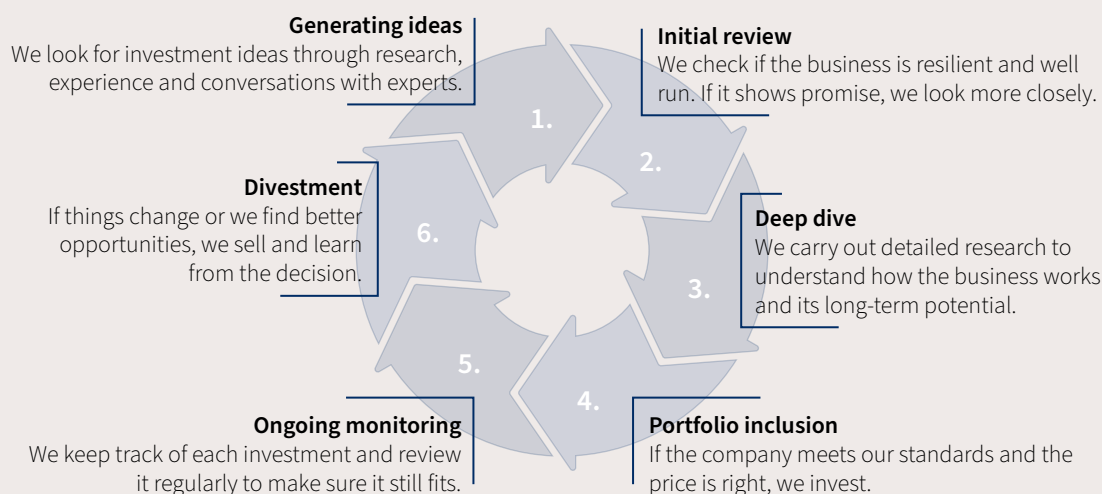 Generating ideas
We look for investment ideas through research,
experience and conversations with experts.
1.
Initial review
We check if the business is resilient and well
run. If it shows promise, we look more closely.
2.
Deep dive
We carry out detailed research to
understand how the business works
and its long-term potential.
3.
Portfolio inclusion
If the company meets our standards and the
price is right, we invest.
4.
Ongoing monitoring
We keep track of each investment and review
it regularly to make sure it still fits.
5.
Divestment
If things change or we find better
opportunities, we sell and learn
from the decision.
6.